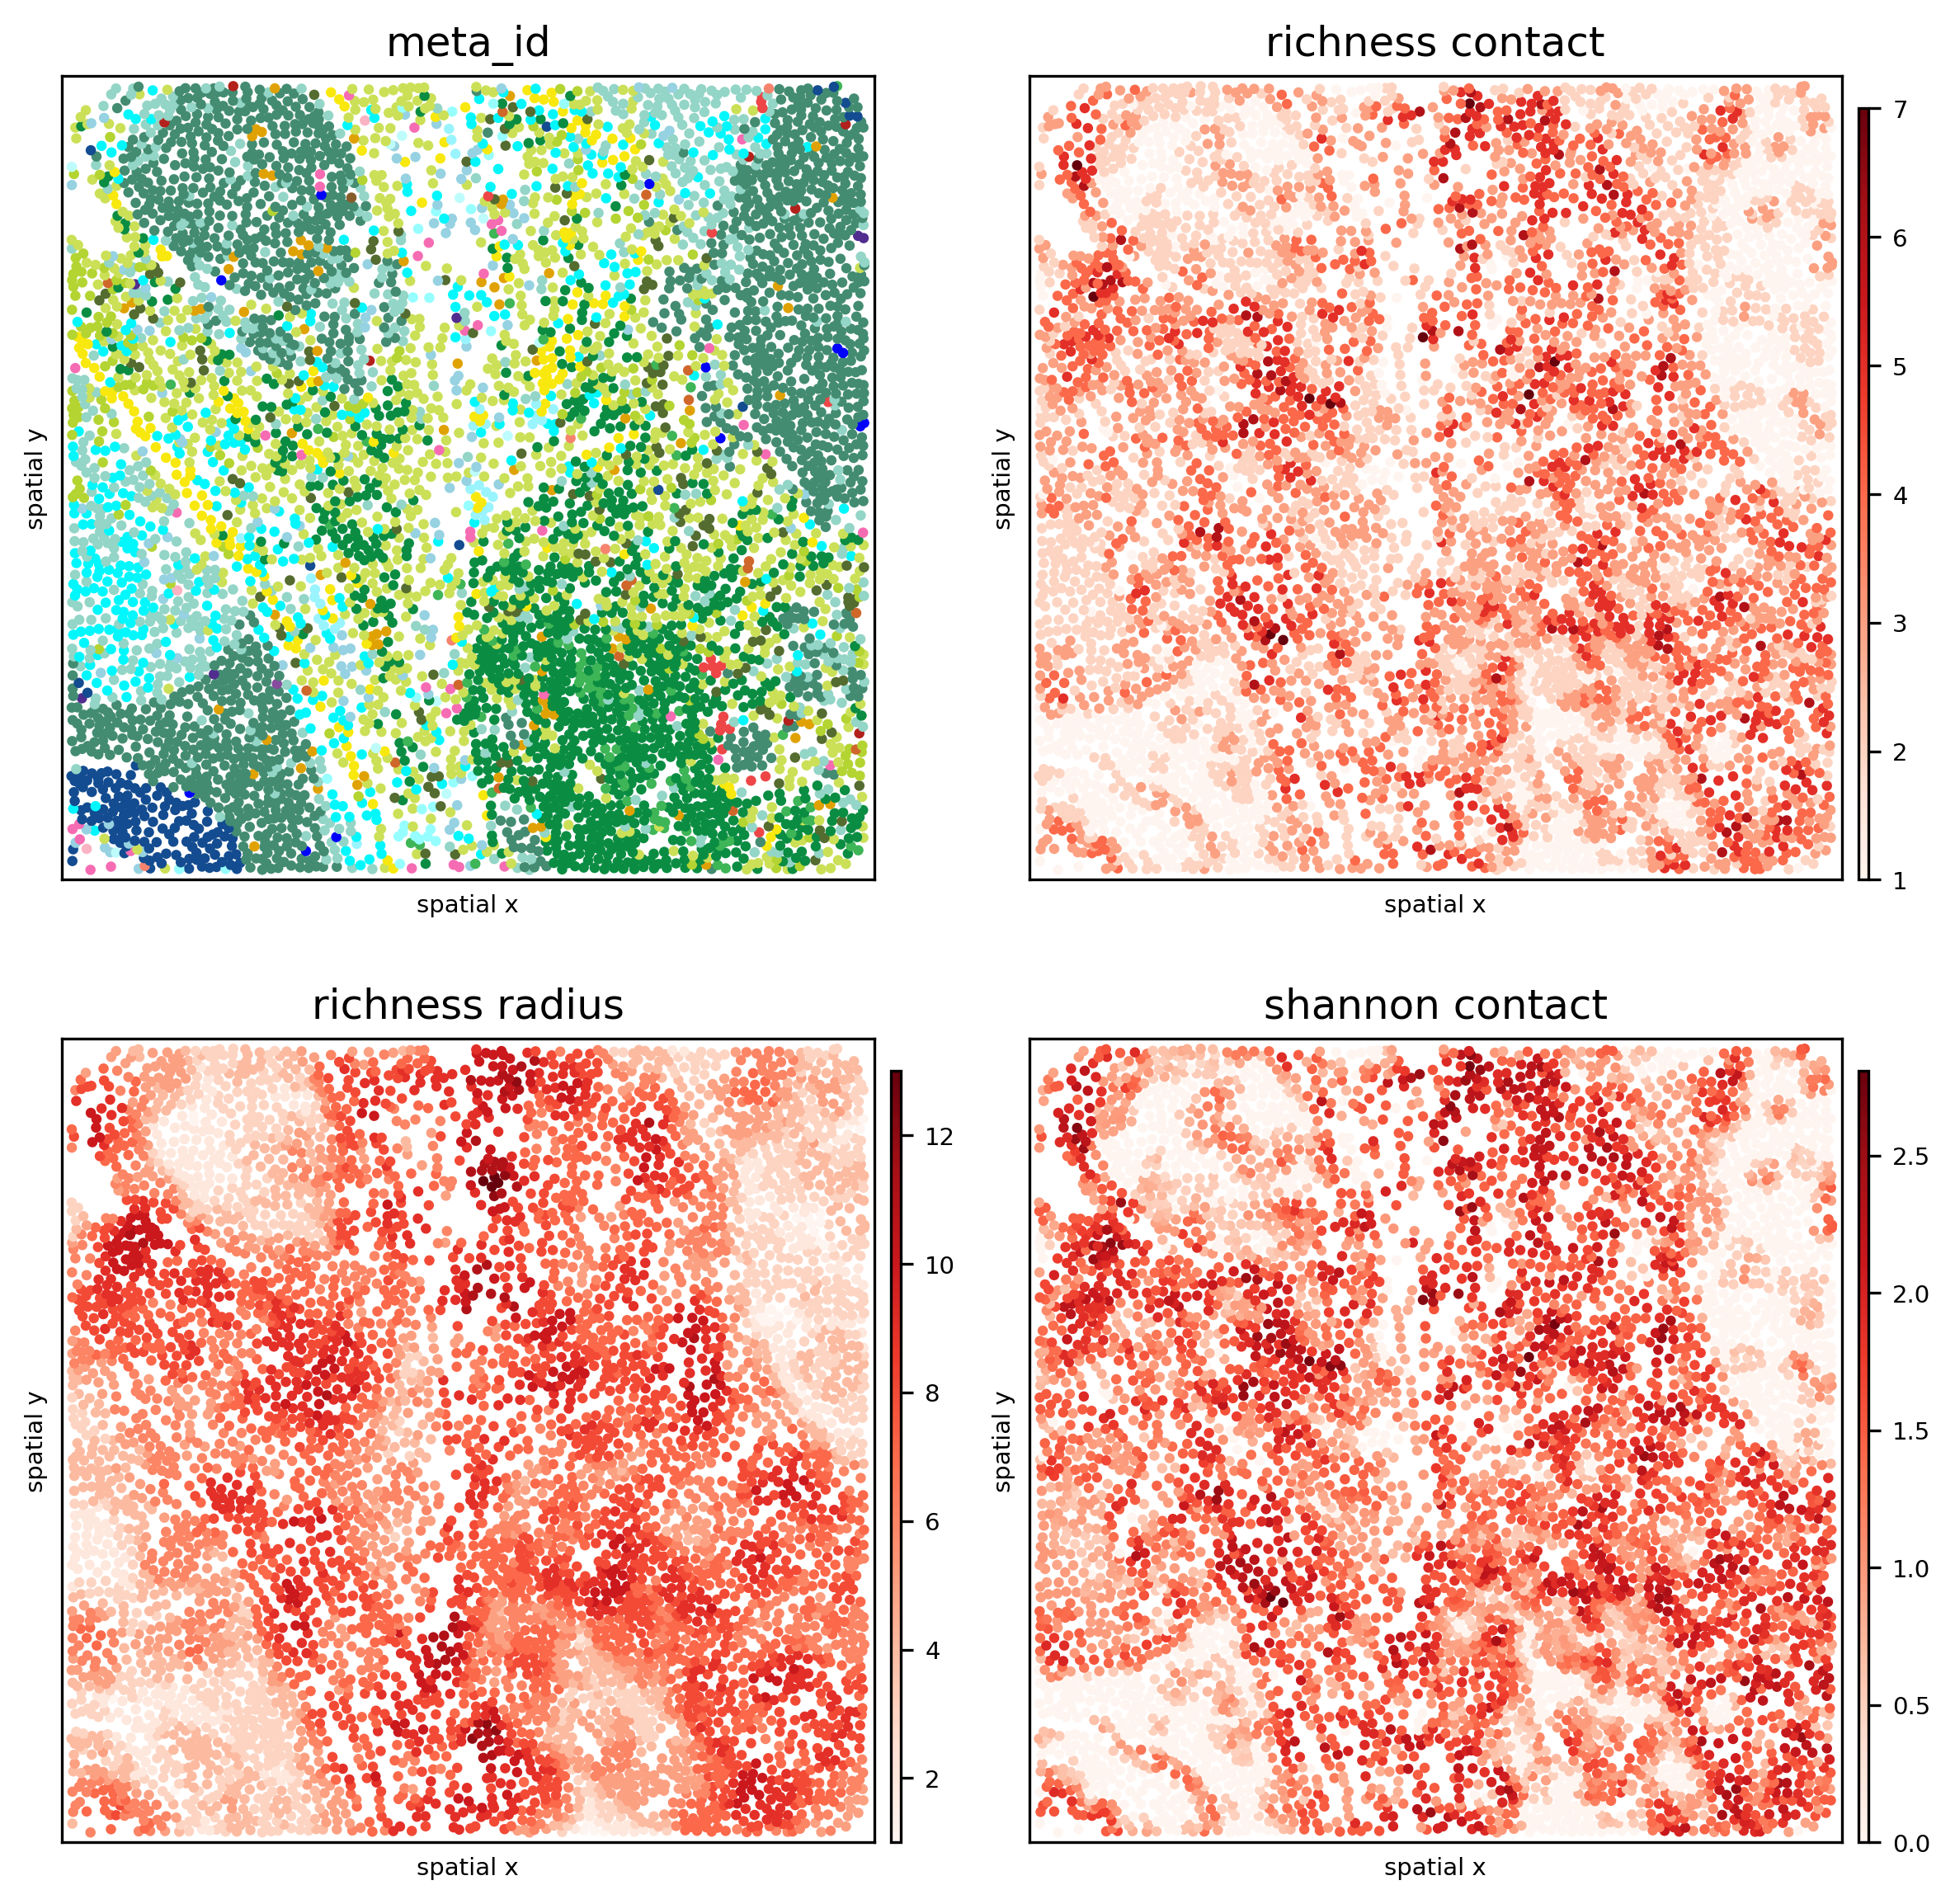 meta_id
richness contact
spatial y
spatial x
spatial y
spatial x
7
6
5
4
3
2
1
richness radius
shannon contact
spatial y
spatial x
12
10
8
6
4
2
spatial y
spatial x
2.5
2.0
1.5
1.0
0.5
0.0